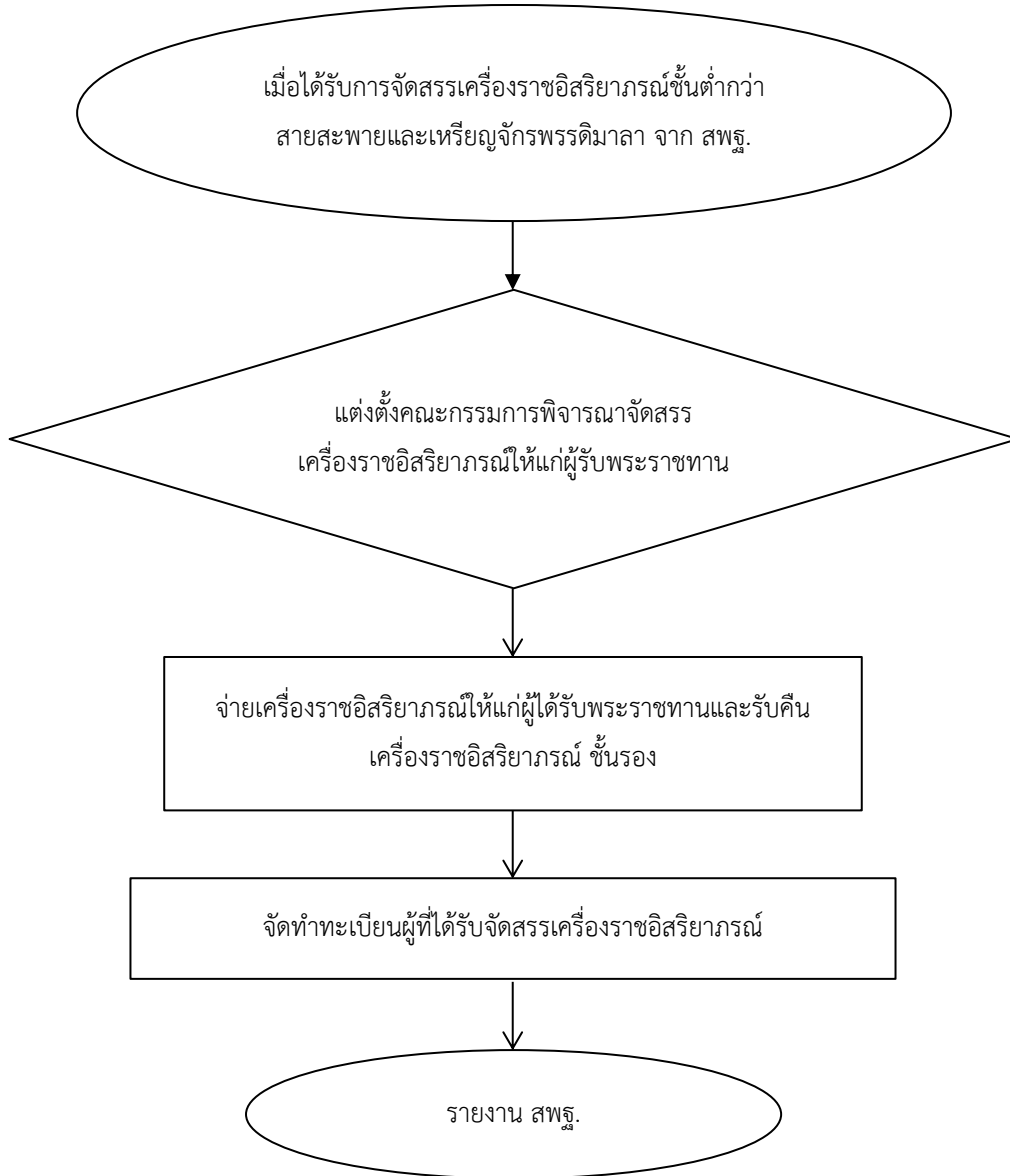 เมื่อได้รับการจัดสรรเครื่องราชอิสริยาภรณ์ชั้นต่ำกว่า
สายสะพายและเหรียญจักรพรรดิมาลา จาก สพฐ.
แต่งตั้งคณะกรรมการพิจารณาจัดสรร
เครื่องราชอิสริยาภรณ์ให้แก่ผู้รับพระราชทาน
จ่ายเครื่องราชอิสริยาภรณ์ให้แก่ผู้ได้รับพระราชทานและรับคืน
เครื่องราชอิสริยาภรณ์ ชั้นรอง
จัดทำทะเบียนผู้ที่ได้รับจัดสรรเครื่องราชอิสริยาภรณ์
รายงาน สพฐ.